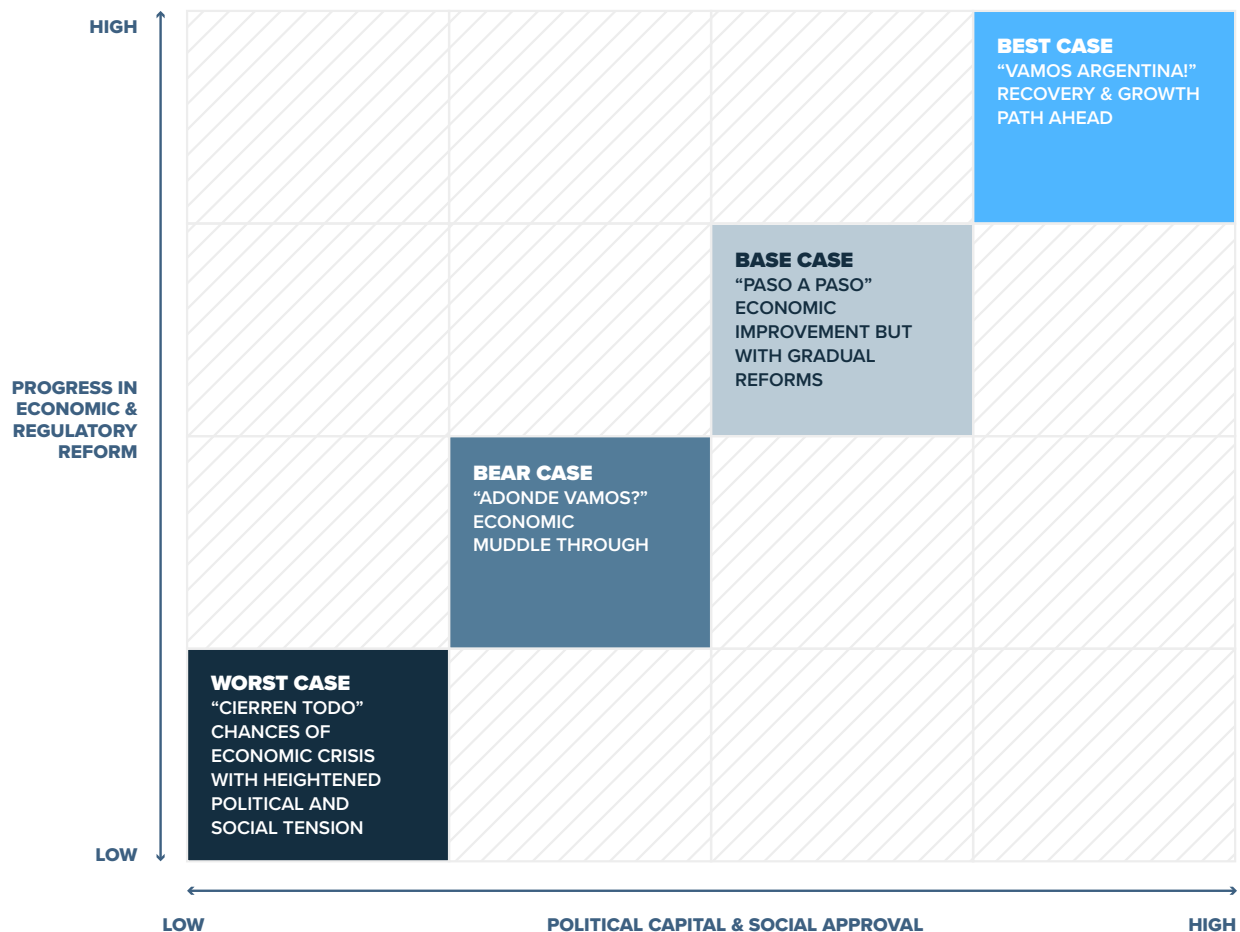 HIGH
BEST CASE
“VAMOS ARGENTINA!”
RECOVERY & GROWTH
PATH AHEAD
BASE CASE
“PASO A PASO”
ECONOMIC
IMPROVEMENT BUT
WITH GRADUAL
REFORMS
PROGRESS IN
ECONOMIC &
REGULATORY
REFORM
BEAR CASE
“ADONDE VAMOS?”
ECONOMIC
MUDDLE THROUGH
WORST CASE
“CIERREN TODO”
CHANCES OF
ECONOMIC CRISIS
WITH HEIGHTENED
POLITICAL AND
SOCIAL TENSION
LOW
LOW
POLITICAL CAPITAL & SOCIAL APPROVAL
HIGH